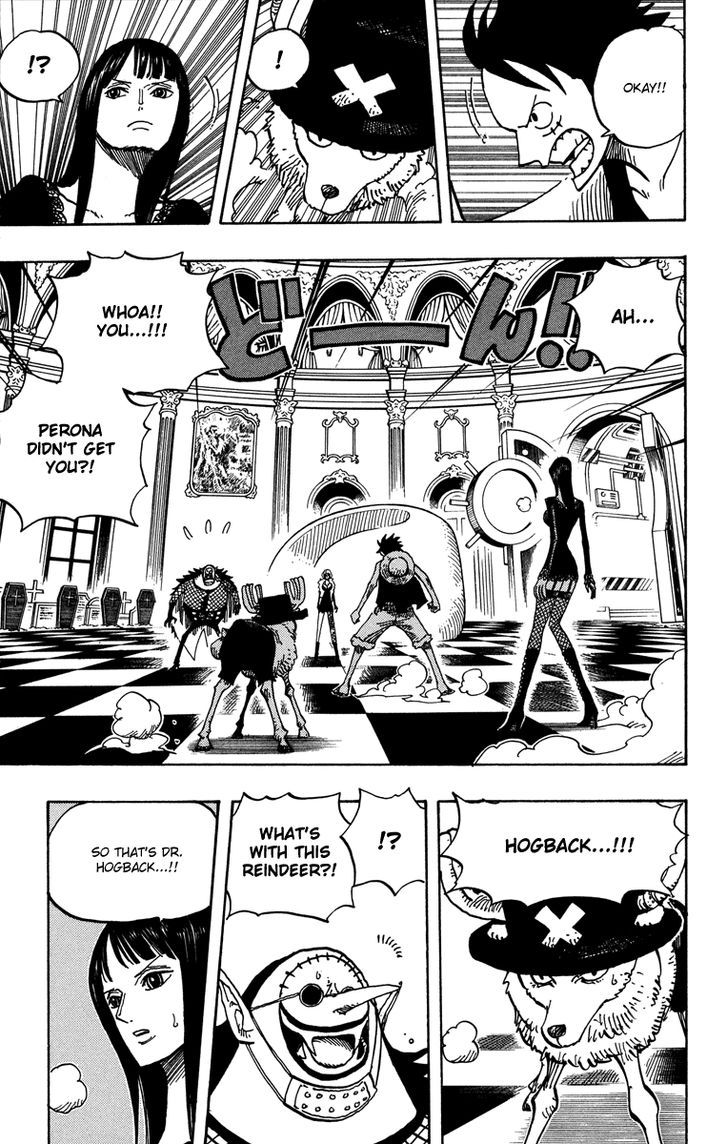 OKAY!!
!
!?
AH...
どーん!!
WHOA!!
YOU...!!!
PERONA
DIDN'T GET
YOU?!
HOGBACK...!!!
!?
WHAT'S
WITH THIS
REINDEER?!
SO THAT'S DR.
HOGBACK...!!